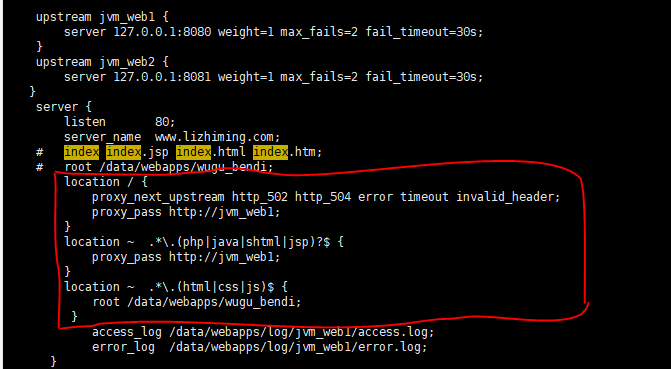 upstream jvm_web1 {
server 127.0.0.1:8080 weight=1 max_fails=2 fail_timeout=30s;
}
upstream jvm_web2 {
server 127.0.0.1:8081 weight=1 max_fails=2 fail_timeout=30s;
}
server {
listen 80;
server_name www.lizhiming.com;
# index index.jsp index.html index.htm;
# root /data/webapps/wugu_bendi;
location / {
proxy_next_upstream http_502 http_504 error timeout invalid_header;
proxy_pass http://jvm_web1;
}
location ~ .*\.(php|java|shtml|jsp)?$ {
proxy_pass http://jvm_web1;
}
location ~ .*\.(html|css|js)$ {
root /data/webapps/wugu_bendi;
}
access_log /data/webapps/log/jvm_web1/access.log;
error_log /data/webapps/log/jvm_web1/error.log;
}